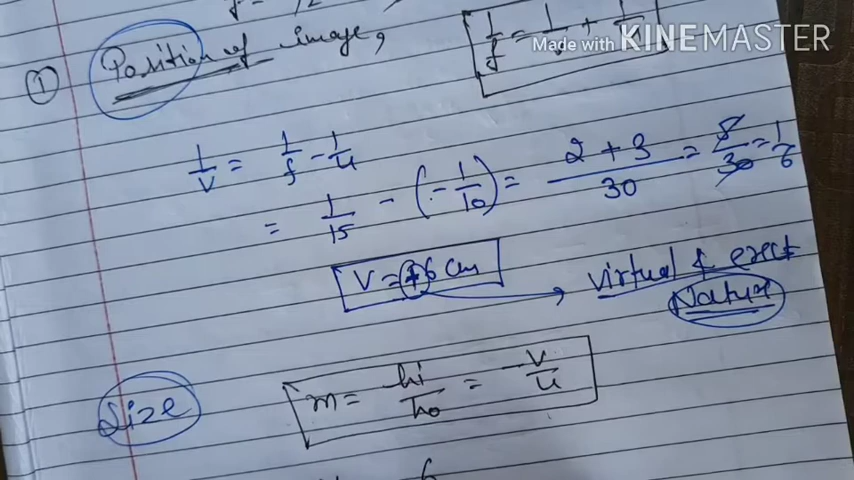 ① Position of image,
1/f = 1/v + 1/u
Made with KINEMASTER
1/v = 1/f - 1/u
= 1/15 - (-1/10) = 2 + 3 / 30 = 5/30 = 1/6
V = +6 cm
Virtual & erect
Nature
Size
m = hi/ho = -v/u
6